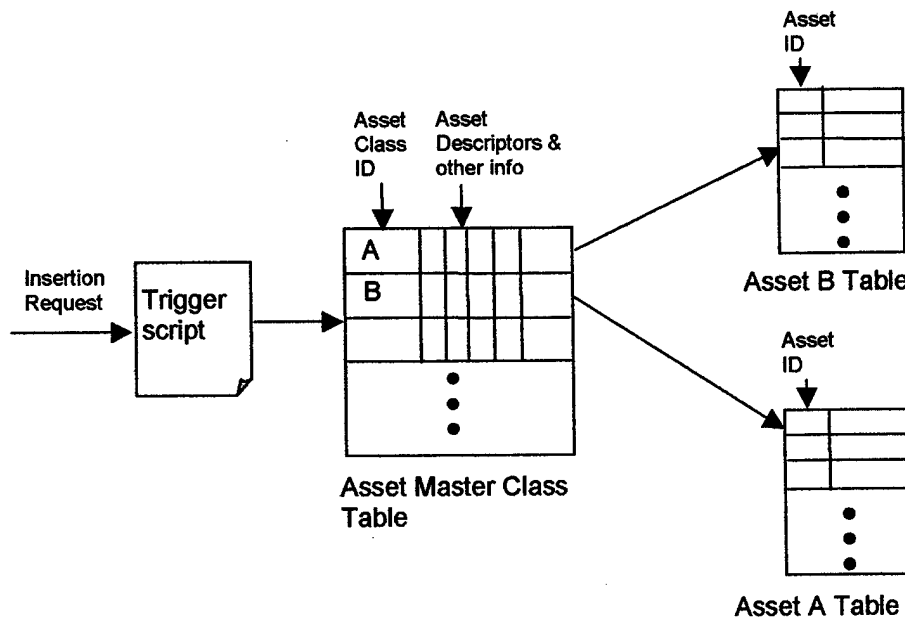 Insertion
Request
Trigger
script
Asset
Class
ID
Asset
Descriptors &
other info
A
B
Asset Master Class
Table
Asset
ID
Asset B Table
Asset
ID
Asset A Table